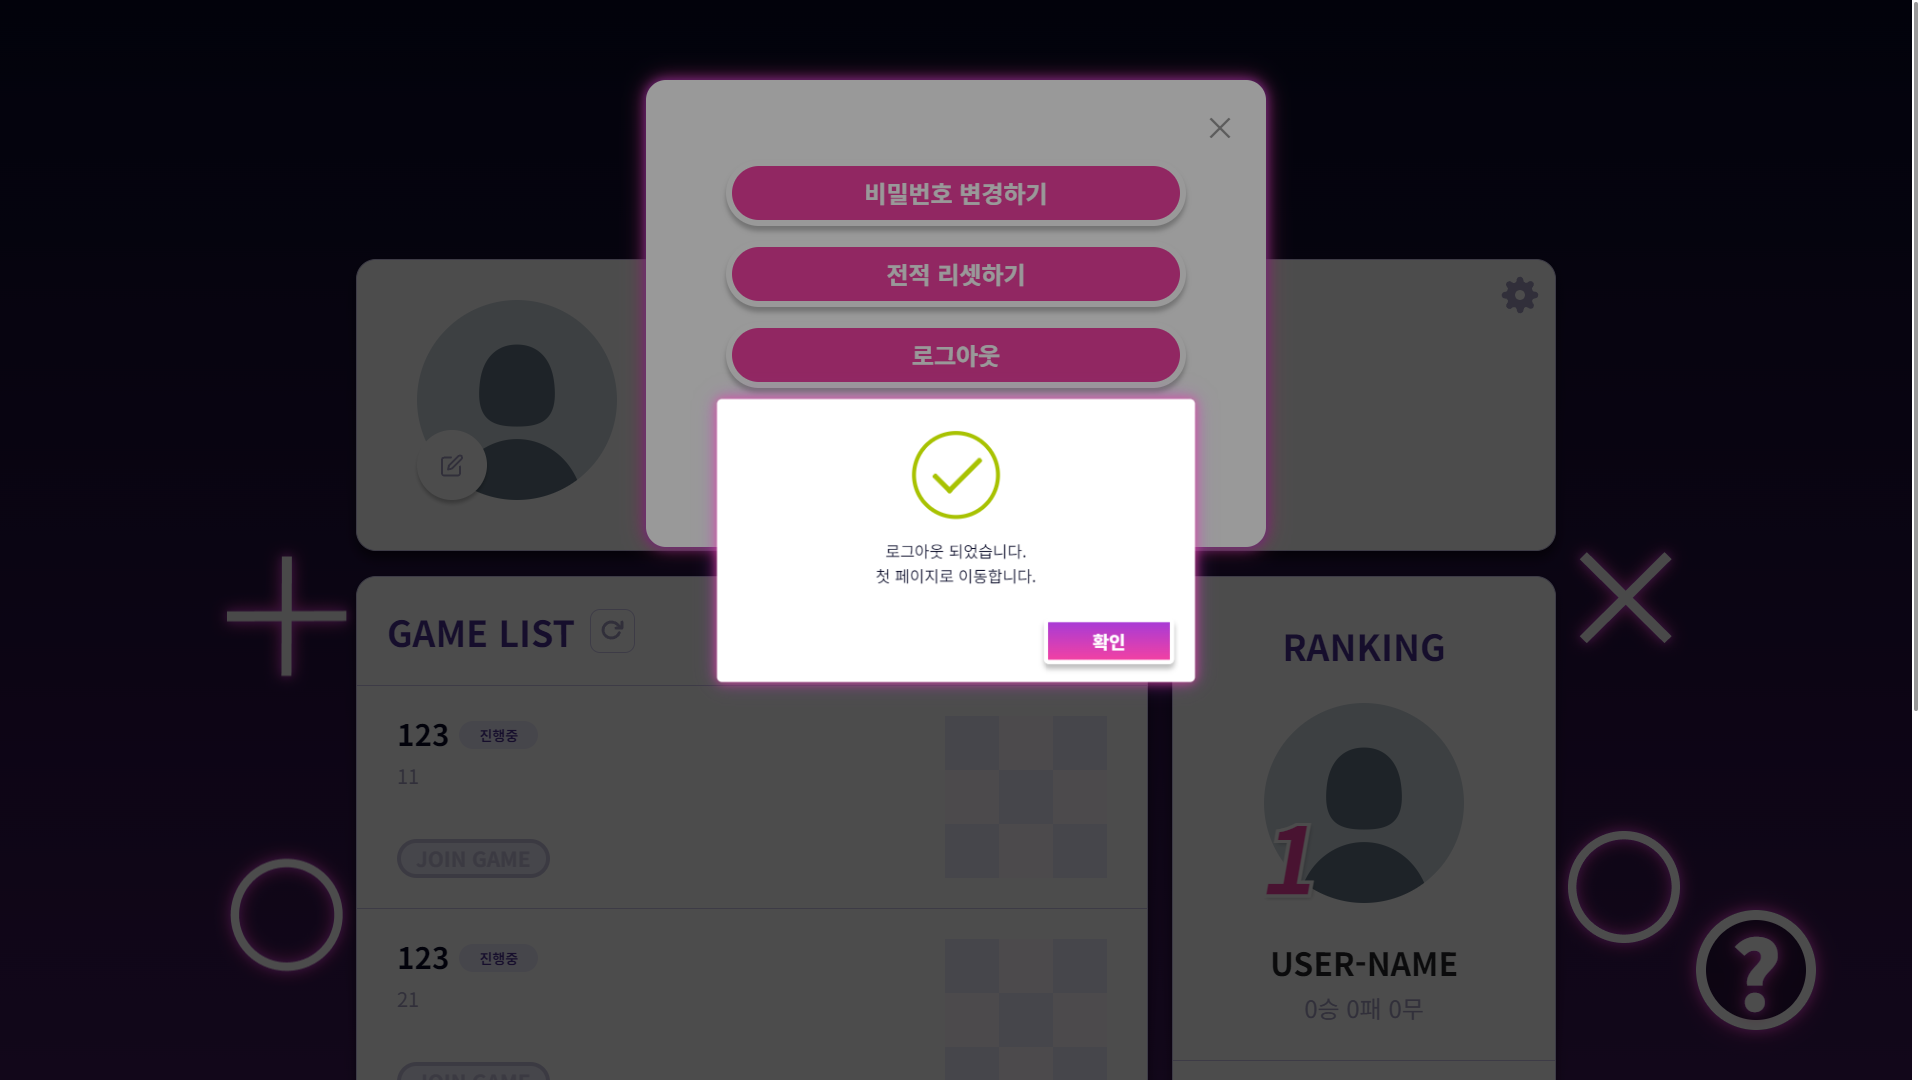 비밀번호 변경하기
전적 리셋하기
로그아웃
로그아웃 되었습니다.
첫 페이지로 이동합니다.
확인
GAME LIST
123 진행중
11
JOIN GAME
123 진행중
21
JOIN GAME
RANKING
1
USER-NAME
0승 0패 0무
?